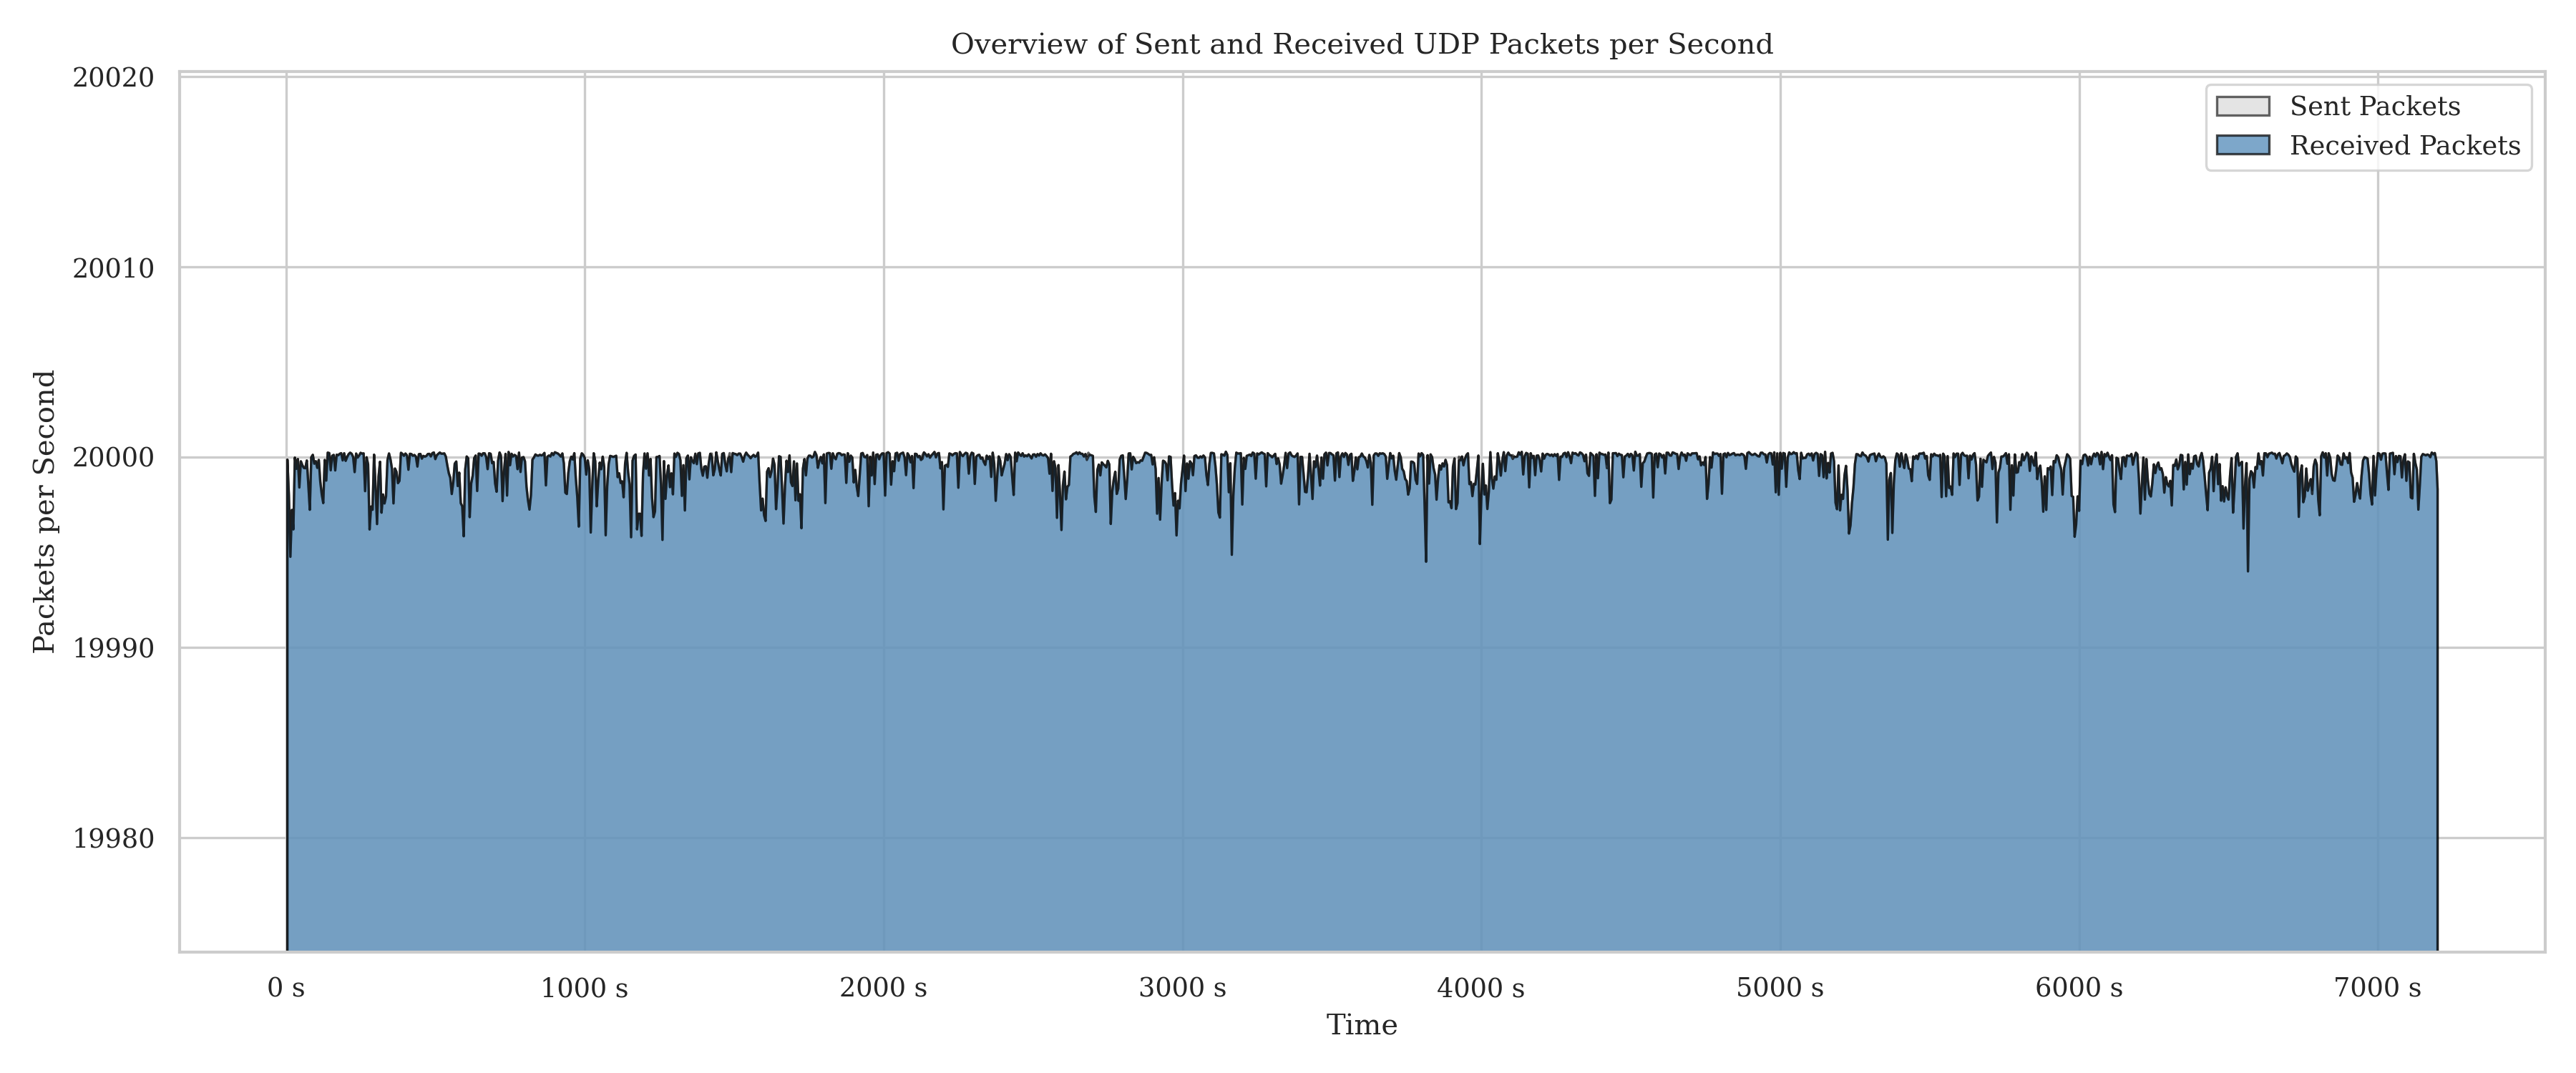 Overview of Sent and Received UDP Packets per Second
20020
20010
20000
19990
19980
Packets per Second
Sent Packets
Received Packets
0 s
1000 s
2000 s
3000 s
4000 s
5000 s
6000 s
7000 s
Time